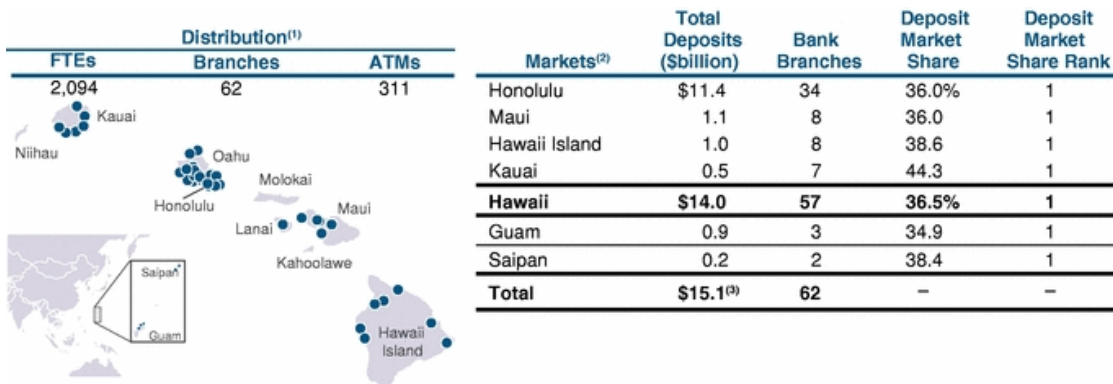 Distribution(1)
FTEs Branches ATMs
2,094 62 311
Kauai
Niihau
Oahu
Honolulu
Molokai
Maui
Lanai
Kahoolawe
Hawaii
Island
Saipan
Guam
Total Deposit Deposit
Deposits Bank Market Market
Markets(2) ($billion) Branches Share Share Rank
Honolulu $11.4 34 36.0% 1
Maui 1.1 8 36.0 1
Hawaii Island 1.0 8 38.6 1
Kauai 0.5 7 44.3 1
Hawaii $14.0 57 36.5% 1
Guam 0.9 3 34.9 1
Saipan 0.2 2 38.4 1
Total $15.1(3) 62 – –